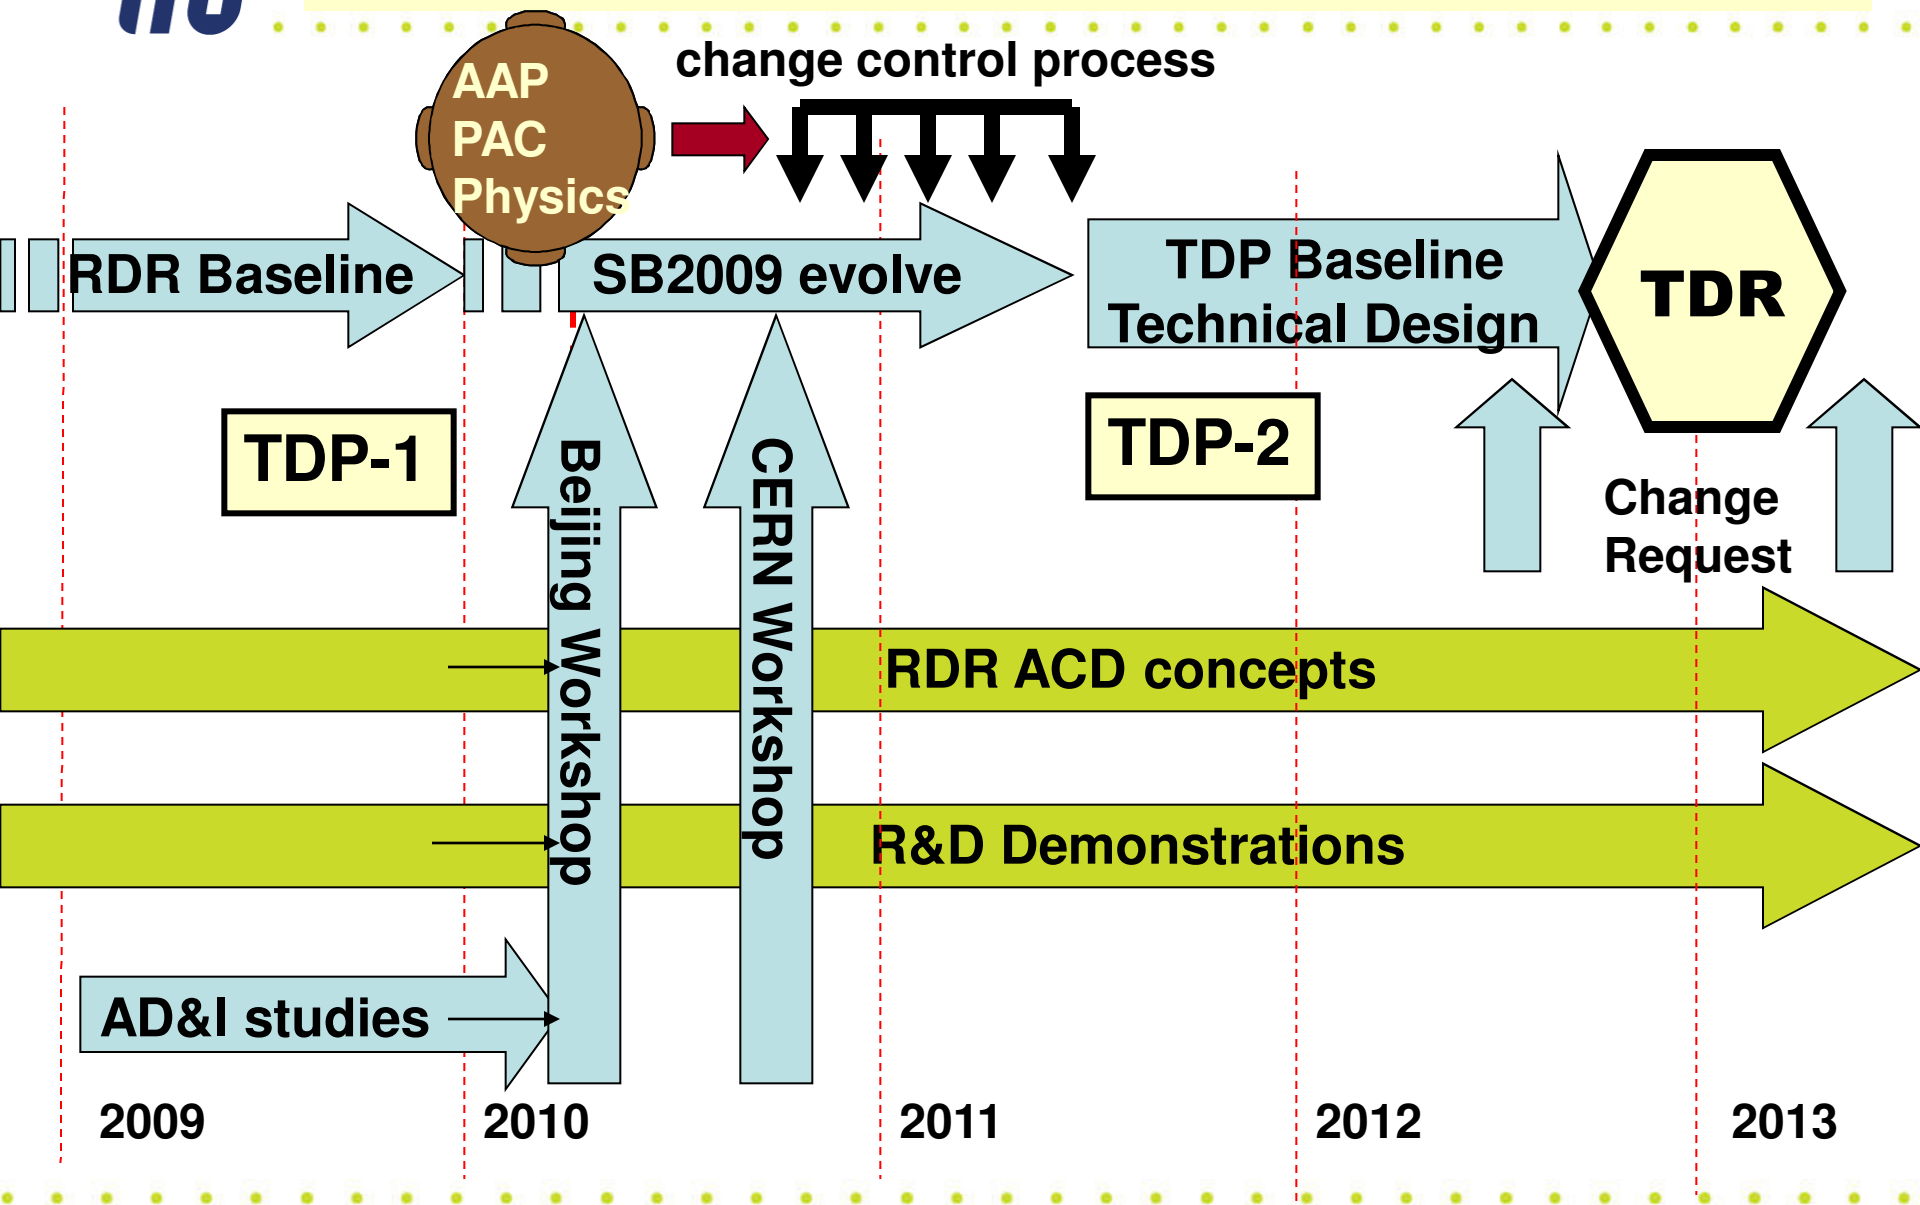 change control process
AAP
PAC
Physics
RDR Baseline
SB2009 evolve
TDP Baseline
Technical Design
TDR
TDP-1
TDP-2
Beijing Workshop
CERN Workshop
Change
Request
RDR ACD concepts
R&D Demonstrations
AD&I studies
2009
2010
2011
2012
2013